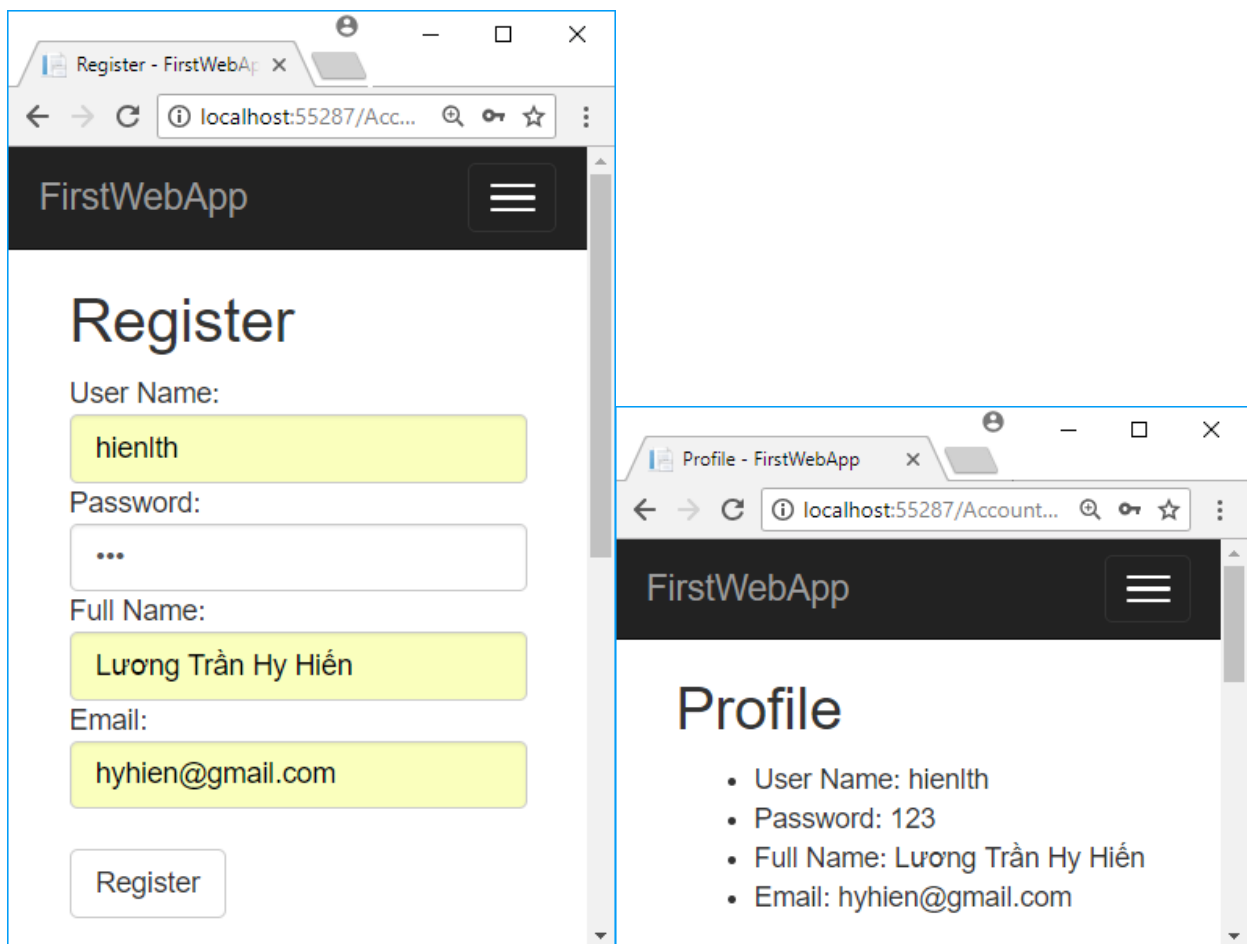 Register - FirstWebAp
localhost:55287/Acc...
FirstWebApp
Register
User Name:
hienlth
Password:
•••
Full Name:
Lương Trần Hy Hiến
Email:
hyhien@gmail.com
Register
Profile - FirstWebApp
localhost:55287/Account...
FirstWebApp
Profile
• User Name: hienlth
• Password: 123
• Full Name: Lương Trần Hy Hiến
• Email: hyhien@gmail.com